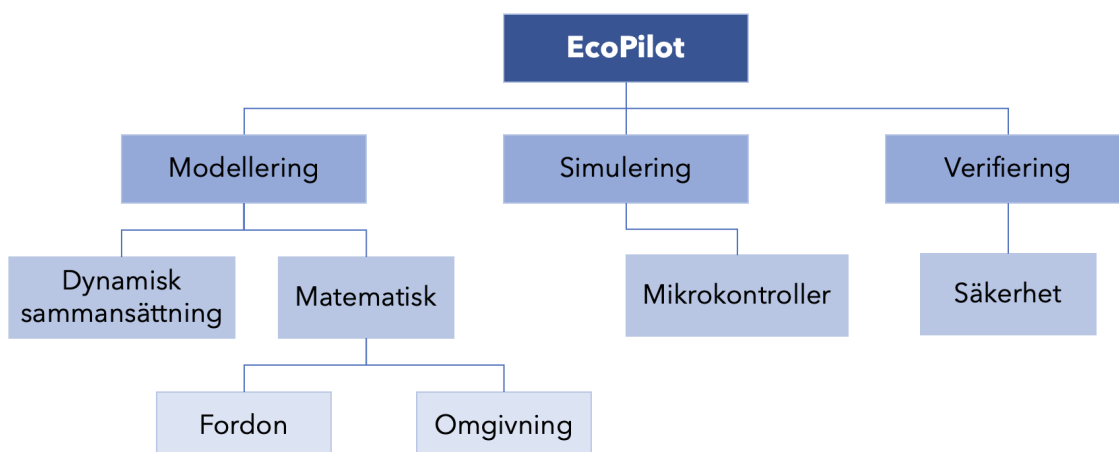 EcoPilot
Modellering
Simulering
Verifiering
Dynamisk
sammansättning
Matematisk
Mikrokontroller
Säkerhet
Fordon
Omgivning